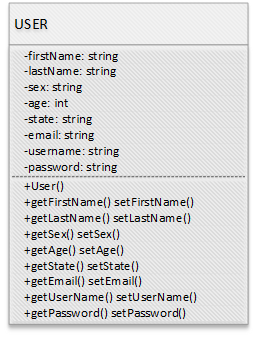 USER
-firstName: string
-lastName: string
-sex: string
-age: int
-state: string
-email: string
-username: string
-password: string
+User()
+getFirstName() setFirstName()
+getLastName() setLastName()
+getSex() setSex()
+getAge() setAge()
+getState() setState()
+getEmail() setEmail()
+getUserName() setUserName()
+getPassword() setPassword()